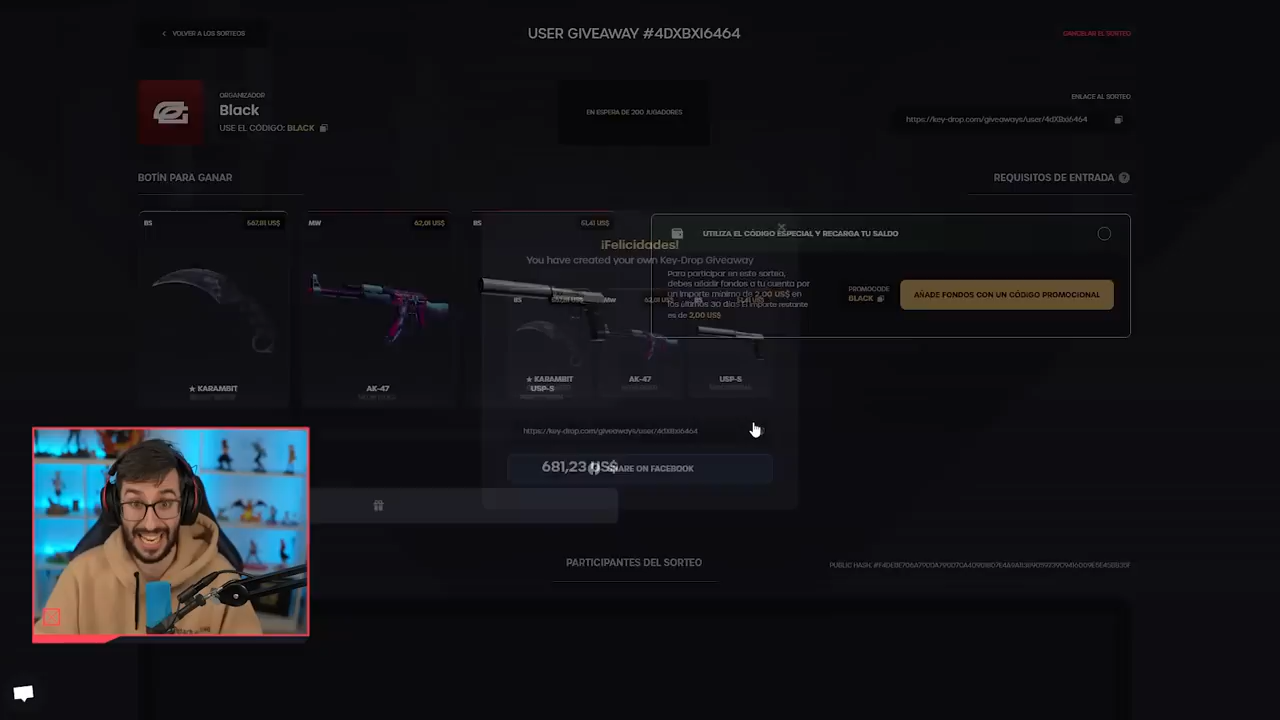 VOLVER A LOS SORTEOS
USER GIVEAWAY #4DXBXI6464
CANCELAR EL SORTEO
ORGANIZADOR
Black
USE EL CÓDIGO: BLACK
EN ESPERA DE 200 JUGADORES
ENLACE AL SORTEO
https://key-drop.com/giveaways/user/4dXBxi6464
BOTÍN PARA GANAR
REQUISITOS DE ENTRADA
BS
567,81 US$
MW
62,01 US$
BS
51,41 US$
UTILIZA EL CÓDIGO ESPECIAL Y RECARGA TU SALDO
¡Felicidades!
You have created your own Key-Drop Giveaway
Para participar en este sorteo,
debes añadir fondos a tu cuenta por
un importe mínimo de 2,00 US$ en
los últimos 30 días El importe restante
es de 2,00 US$
PROMOCODE
BLACK
AÑADE FONDOS CON UN CÓDIGO PROMOCIONAL
BS
MW
★ KARAMBIT
AK-47
USP-S
★ KARAMBIT
AK-47
USP-S
https://key-drop.com/giveaways/user/4dXBxi6464
681,23 US$
SHARE ON FACEBOOK
PARTICIPANTES DEL SORTEO